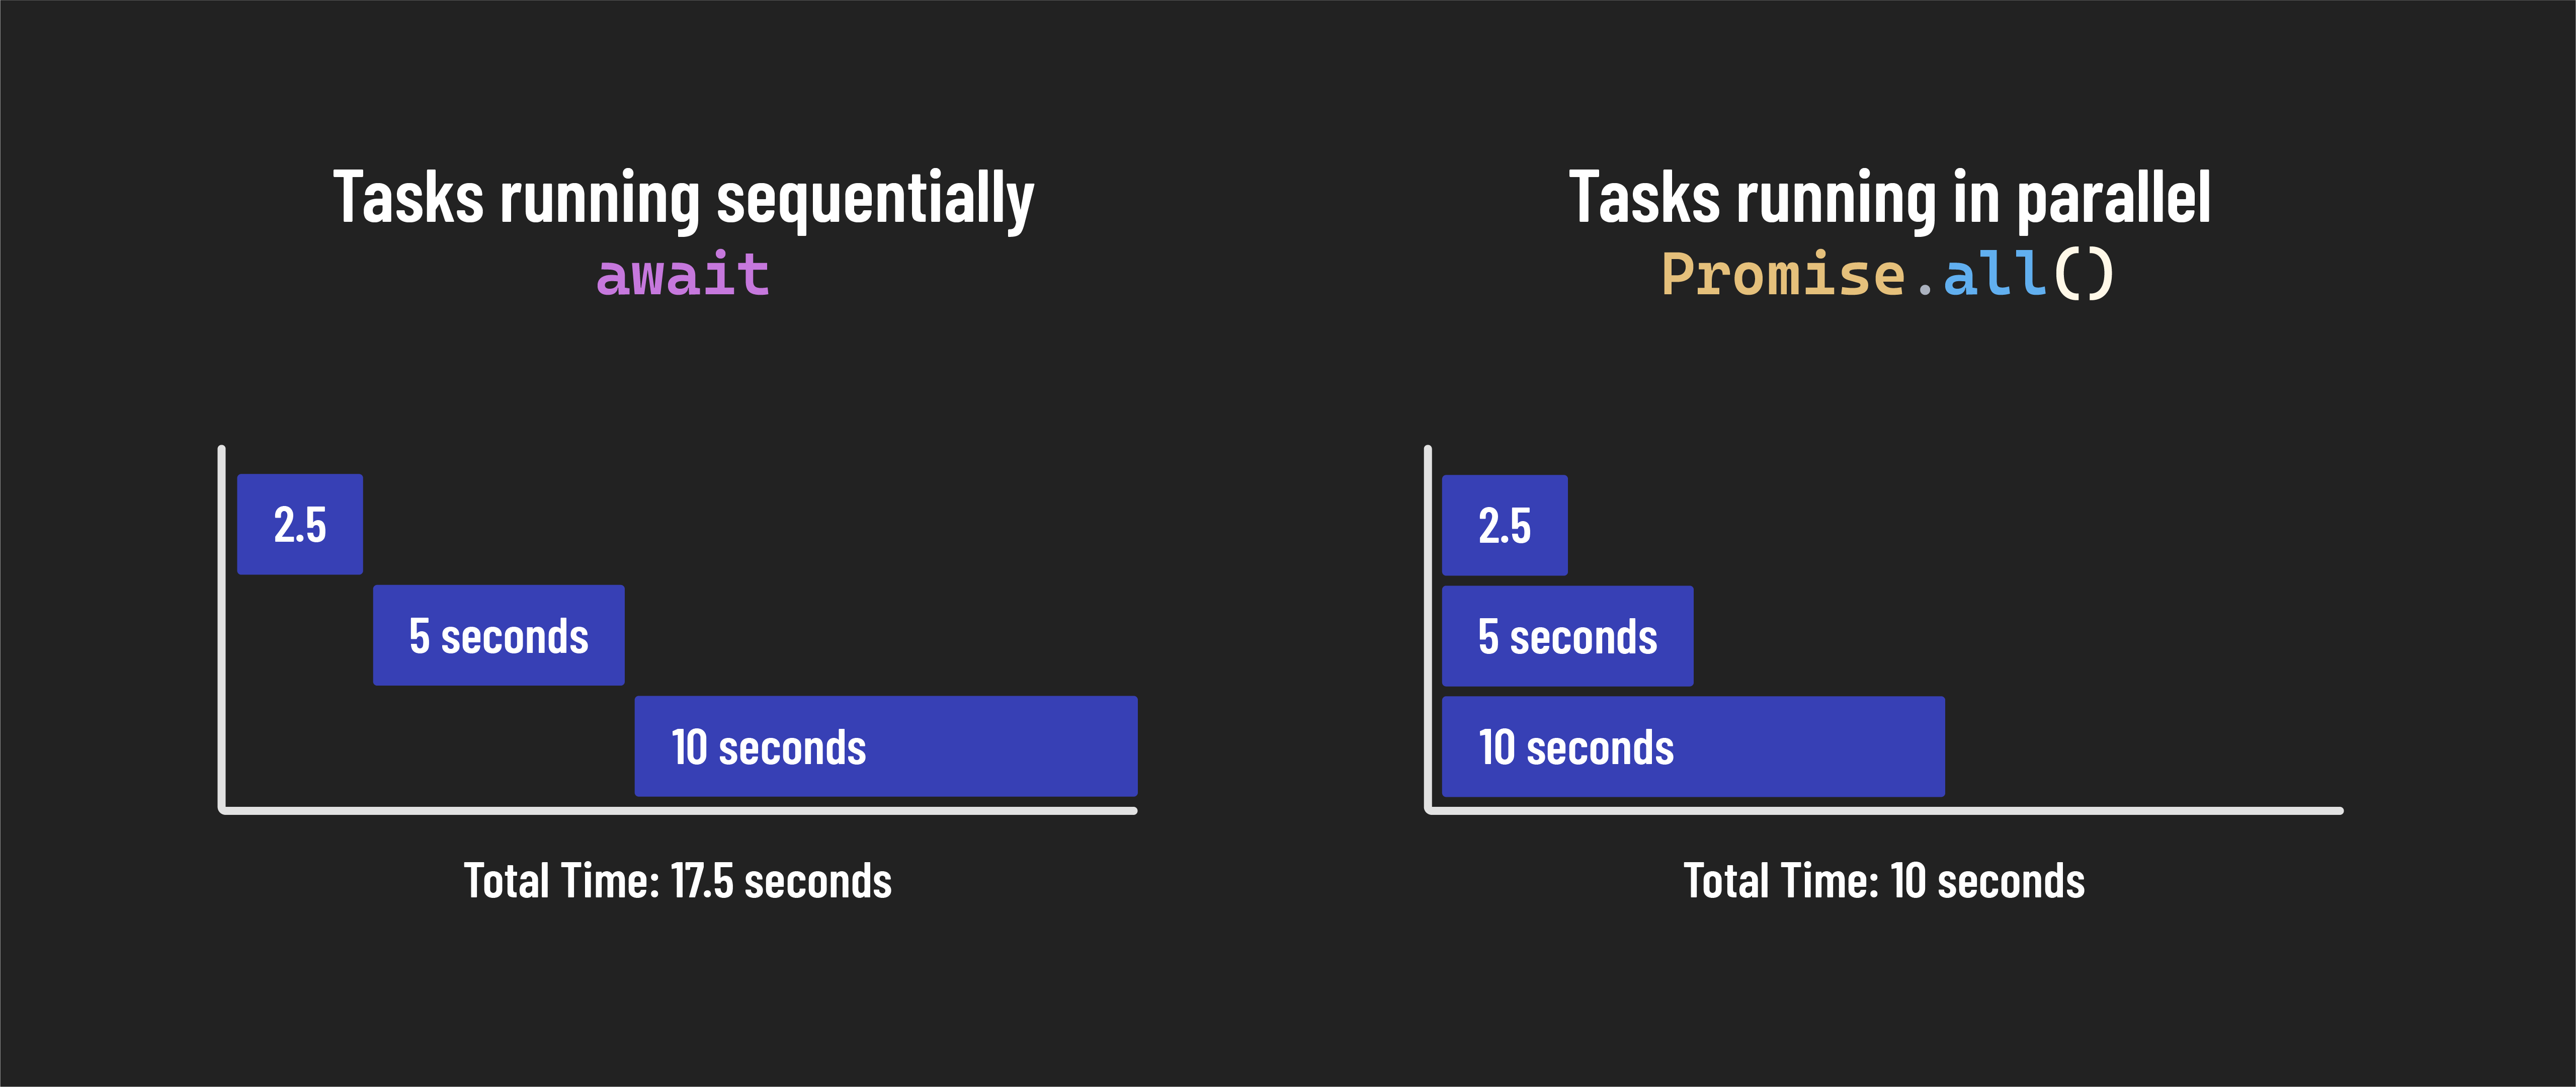 Tasks running sequentially
await
2.5
5 seconds
10 seconds
Total Time: 17.5 seconds
Tasks running in parallel
Promise.all()
2.5
5 seconds
10 seconds
Total Time: 10 seconds